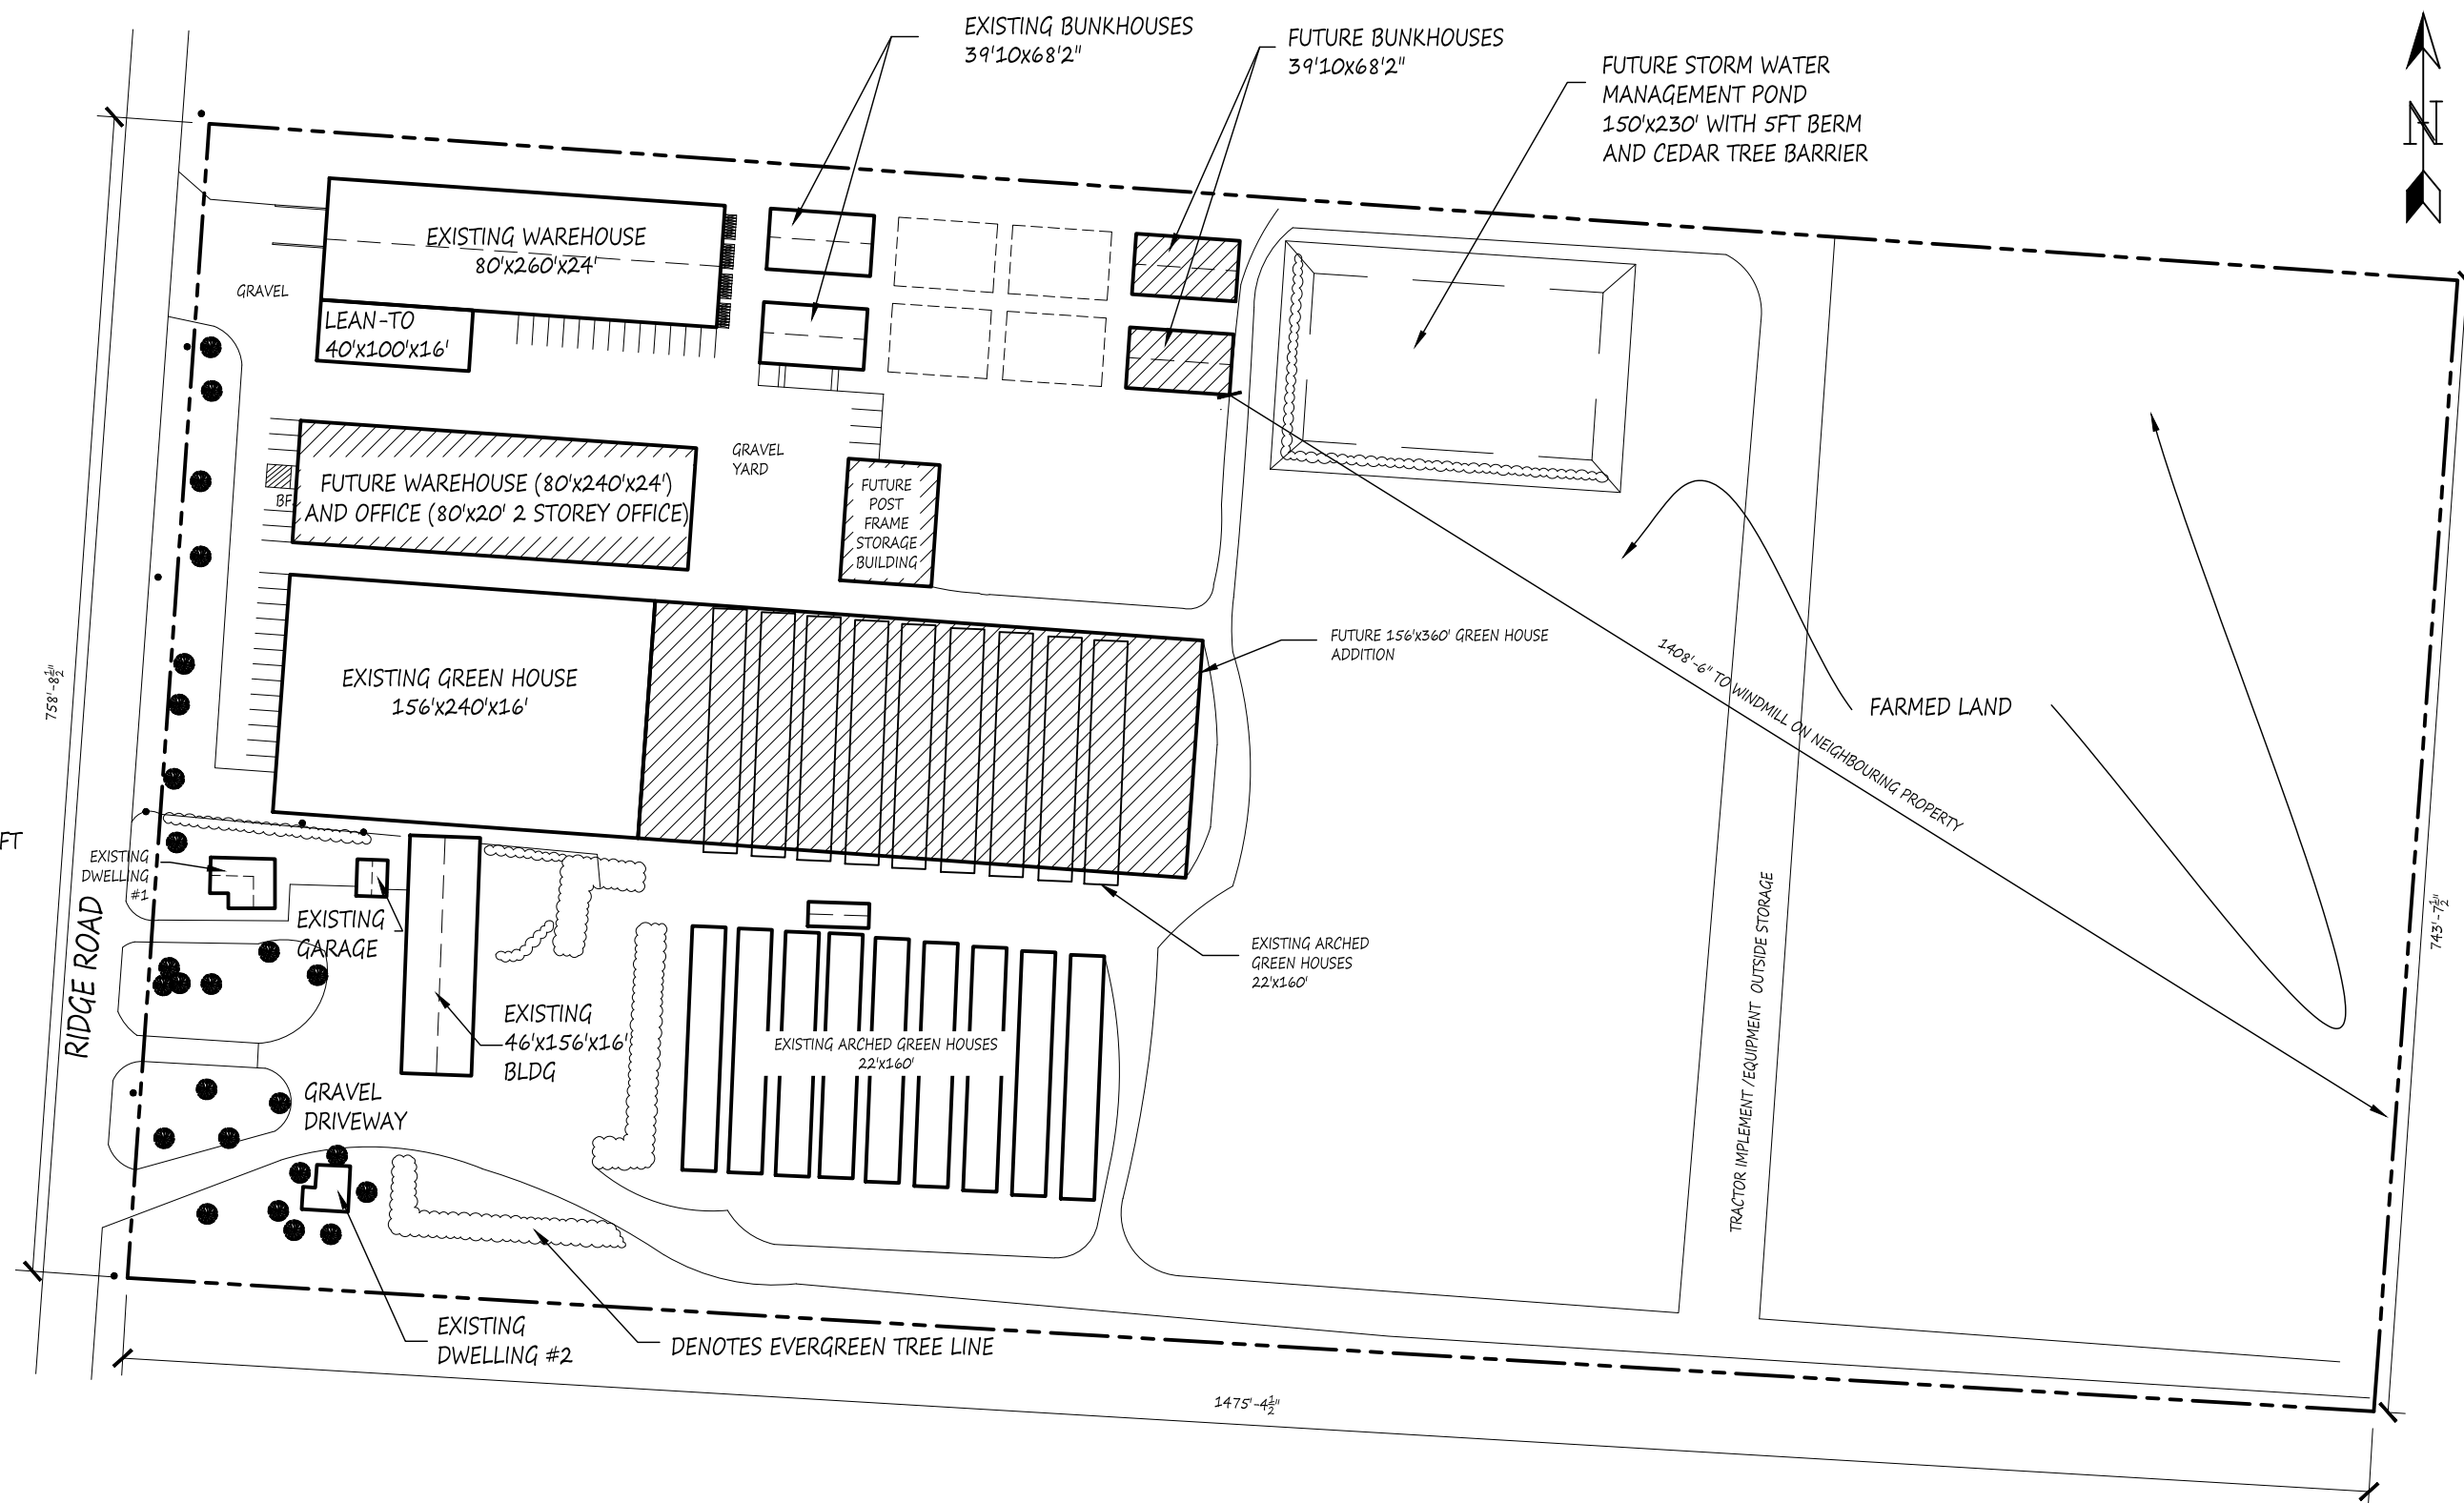 EXISTING BUNKHOUSES
39'10x68'2"
FUTURE BUNKHOUSES
39'10x68'2"
FUTURE STORM WATER
MANAGEMENT POND
150'x230' WITH 5FT BERM
AND CEDAR TREE BARRIER
N
EXISTING WAREHOUSE
80'x260'x24'
GRAVEL
LEAN-TO
40'x100'x16'
GRAVEL
YARD
FUTURE WAREHOUSE (80'x240'x24')
AND OFFICE (80'x20' 2 STOREY OFFICE)
BF
FUTURE
POST
FRAME
STORAGE
BUILDING
EXISTING GREEN HOUSE
156'x240'x16'
FUTURE 156'x360' GREEN HOUSE
ADDITION
1408'-6" TO WINDMILL ON NEIGHBOURING PROPERTY
FARMED LAND
758'-8½"
FT
EXISTING
DWELLING
#1
RIDGE ROAD
EXISTING
GARAGE
EXISTING
46'x156'x16'
BLDG
EXISTING ARCHED
GREEN HOUSES
22'x160'
EXISTING ARCHED GREEN HOUSES
22'x160'
TRACTOR IMPLEMENT /EQUIPMENT OUTSIDE STORAGE
743'-7½"
GRAVEL
DRIVEWAY
EXISTING
DWELLING #2
DENOTES EVERGREEN TREE LINE
1475'-4½"